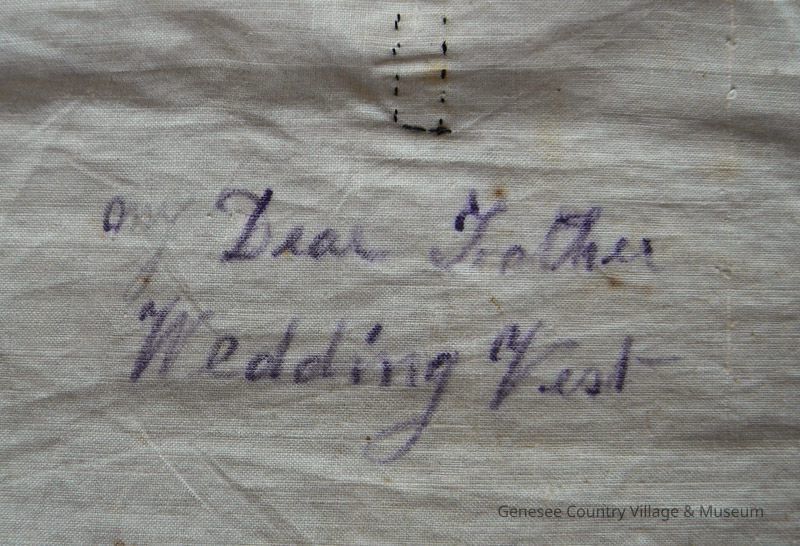 my Dear Father
Wedding Vest
Genesee Country Village & Museum